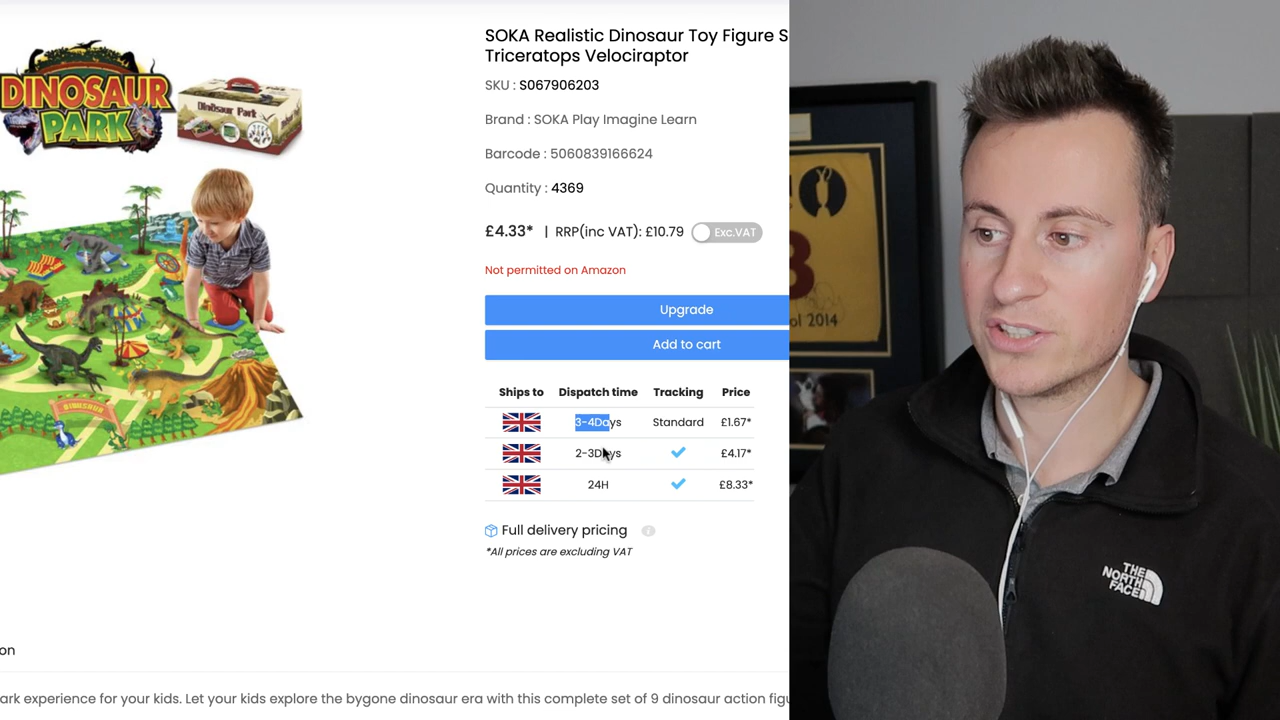 DINOSAUR
PARK
Dinosaur Park
SOKA Realistic Dinosaur Toy Figure S
Triceratops Velociraptor
SKU : S067906203
Brand : SOKA Play Imagine Learn
Barcode : 5060839166624
Quantity : 4369
£4.33* | RRP(inc VAT): £10.79 Exc.VAT
Not permitted on Amazon
Upgrade
Add to cart
Ships to Dispatch time Tracking Price
3-4Days Standard £1.67*
2-3Days £4.17*
24H £8.33*
Full delivery pricing
*All prices are excluding VAT
on
ark experience for your kids. Let your kids explore the bygone dinosaur era with this complete set of 9 dinosaur action figu
8
ol 2014
THE
NORTH
FACE